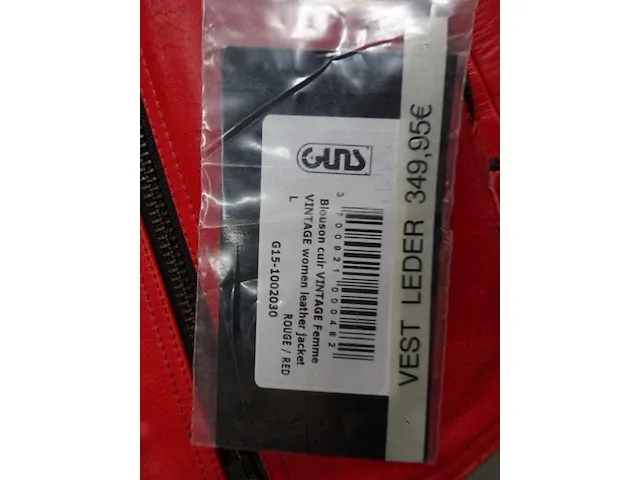 GUNS
3 700921 000482
Blouson cuir VINTAGE Femme
VINTAGE women leather jacket
L
ROUGE / RED
G15-1002030
VEST LEDER 349,95€